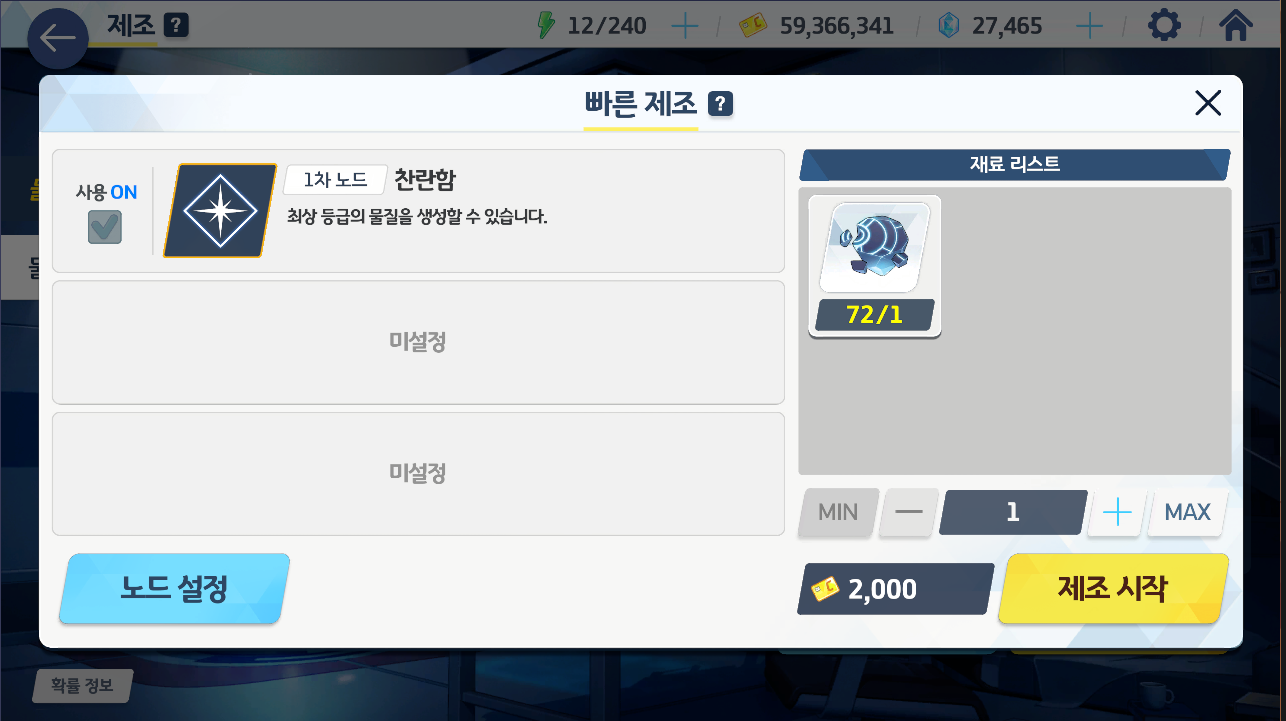 제조 ?
12/240
59,366,341
27,465
빠른 제조 ?
사용 ON
1차 노드 찬란함
최상 등급의 물질을 생성할 수 있습니다.
미설정
미설정
노드 설정
재료 리스트
72/1
MIN
1
MAX
2,000
제조 시작
확률 정보